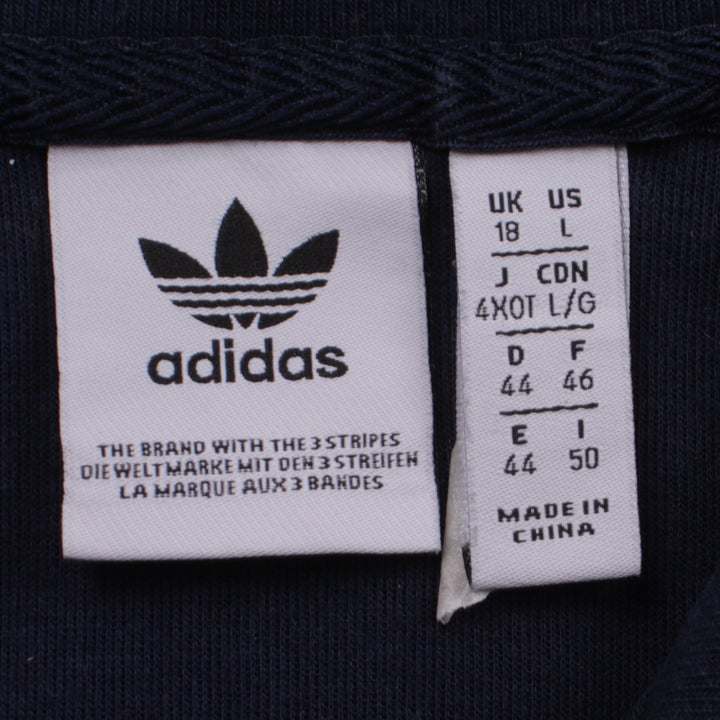 adidas
THE BRAND WITH THE 3 STRIPES
DIE WELTMARKE MIT DEN 3 STREIFEN
LA MARQUE AUX 3 BANDES
UK US
18 L
J CDN
4XOT L/G
D F
44 46
E I
44 50
MADE IN
CHINA